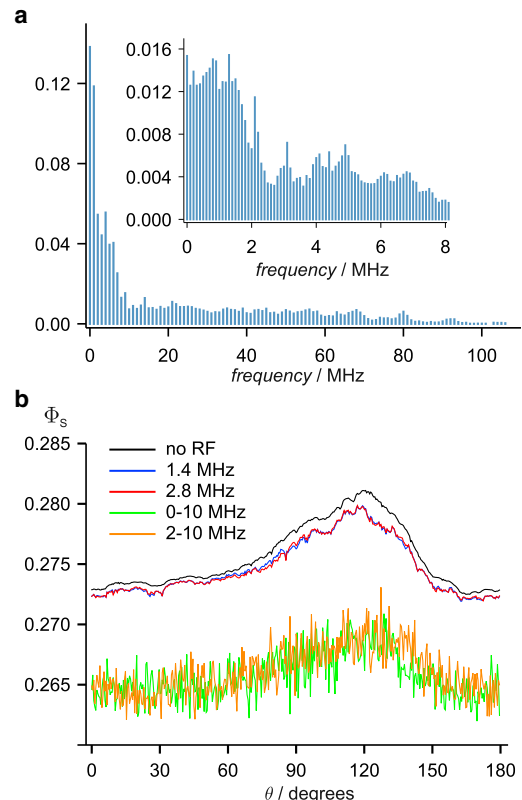 a
0.12
0.08
0.04
0.00
0 20 40 60 80 100
frequency / MHz
0.016
0.012
0.008
0.004
0.000
0 2 4 6 8
frequency / MHz
b
Φs
0.285
0.280
0.275
0.270
0.265
no RF
1.4 MHz
2.8 MHz
0-10 MHz
2-10 MHz
0 30 60 90 120 150 180
θ / degrees